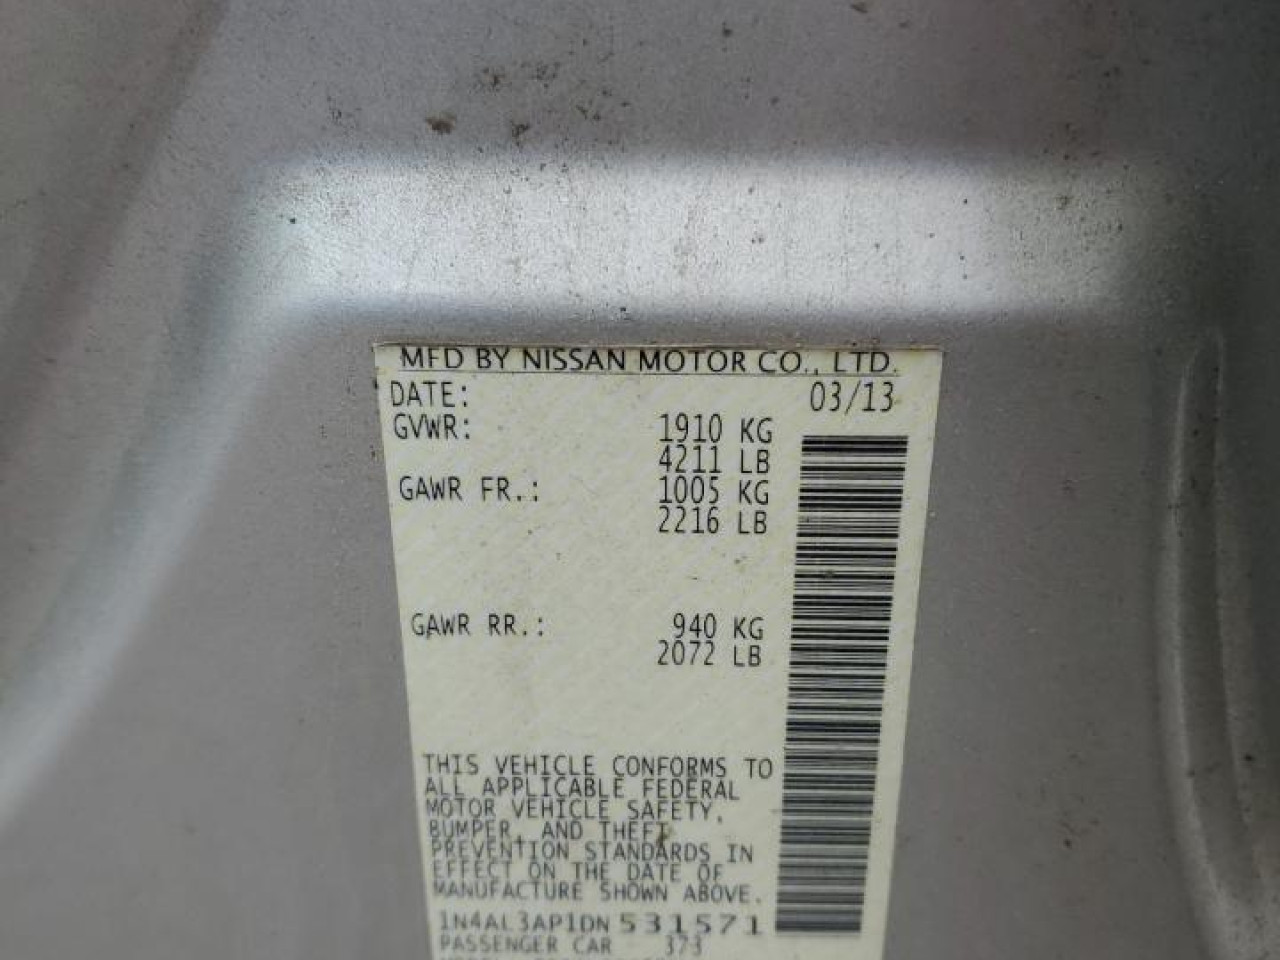 MFD BY NISSAN MOTOR CO., LTD.
DATE: 03/13
GVWR: 1910 KG
4211 LB
GAWR FR.: 1005 KG
2216 LB
GAWR RR.: 940 KG
2072 LB
THIS VEHICLE CONFORMS TO
ALL APPLICABLE FEDERAL
MOTOR VEHICLE SAFETY,
BUMPER, AND THEFT
PREVENTION STANDARDS IN
EFFECT ON THE DATE OF
MANUFACTURE SHOWN ABOVE.
1N4AL3AP1DN531571
PASSENGER CAR 373